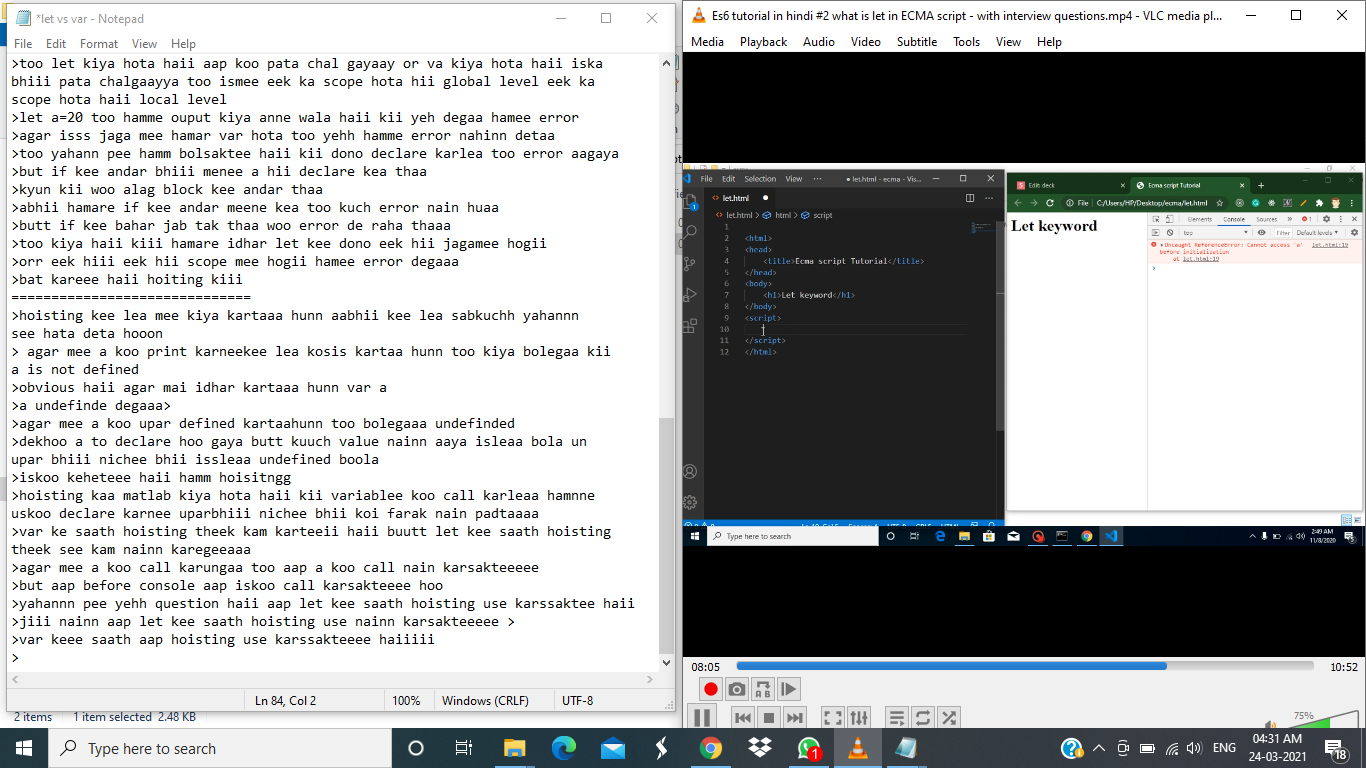 *let vs var - Notepad
File Edit Format View Help
>too let kiya hota haii aap koo pata chal gayaay or va kiya hota haii iska
bhiii pata chalgaayya too ismee eek ka scope hota hii global level eek ka
scope hota haii local level
>let a=20 too hamme ouput kiya anne wala haii kii yeh degaa hamee error
>agar isss jaga mee hamar var hota too yehh hamme error nahinn detaa
>too yahann pee hamm bolsaktee haii kii dono declare karlea too error aagaya
>but if kee andar bhiii menee a hii declare kea thaa
>kyun kii woo alag block kee andar thaa
>abhii hamare if kee andar meene kea too kuch error nain huaa
>butt if kee bahar jab tak thaa woo error de raha thaaa
>too kiya haii kiii hamare idhar let kee dono eek hii jagamee hogii
>orr eek hiii eek hii scope mee hogii hamee error degaaa
>bat kareee haii hoiting kiii
==============================
>hoisting kee lea mee kiya kartaaa hunn aabhii kee lea sabkuchh yahannn
see hata deta hooon
> agar mee a koo print karneekee lea kosis kartaa hunn too kiya bolegaa kii
a is not defined
>obvious haii agar mai idhar kartaaa hunn var a
>a undefinde degaaa>
>agar mee a koo upar defined kartaahunn too bolegaaa undefinded
>dekhoo a to declare hoo gaya butt kuuch value nainn aaya isleaa bola un
upar bhiii nichee bhii issleaa undefined boola
>iskoo keheteee haii hamm hoisitngg
>hoisting kaa matlab kiya hota haii kii variablee koo call karleaa hamnne
uskoo declare karnee uparbhiii nichee bhii koi farak nain padtaaaa
>var ke saath hoisting theek kam karteeii haii buutt let kee saath hoisting
theek see kam nainn karegeeaaa
>agar mee a koo call karungaa too aap a koo call nain karsakteeeee
>but aap before console aap iskoo call karsakteeee hoo
>yahannn pee yehh question haii aap let kee saath hoisting use karssaktee haii
>jiii nainn aap let kee saath hoisting use nainn karsakteeeee >
>var keee saath aap hoisting use karssakteeee haiiiii
>
Ln 84, Col 2 100% Windows (CRLF) UTF-8
2 items 1 item selected 2.48 KB
Es6 tutorial in hindi #2 what is let in ECMA script - with interview questions.mp4 - VLC media pl...
Media Playback Audio Video Subtitle Tools View Help
File Edit Selection View ··· ● let.html - ecma - Vis...
let.html
let.html > html > script
1
2 <html>
3 <head>
4 <title>Ecma script Tutorial</title>
5 </head>
6 <body>
7 <h1>Let keyword</h1>
8 </body>
9 <script>
10
11 </script>
12 </html>
Edit deck Ecma script Tutorial
File C:/Users/HP/Desktop/ecma/let.html
Let keyword
Elements Console Sources
top Filter Default levels
Uncaught ReferenceError: Cannot access 'a' let.html:19
before initialization
at let.html:19
Type here to search
2:49 AM
11/8/2020
08:05 10:52
75%
Type here to search
1
ENG
04:31 AM
24-03-2021
18